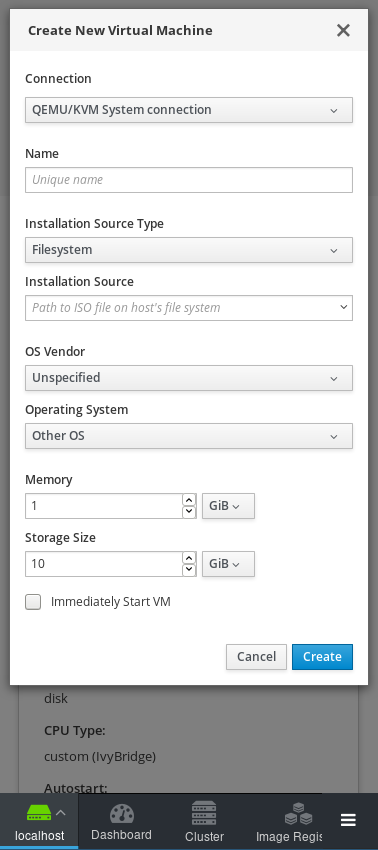 Create New Virtual Machine
Connection
QEMU/KVM System connection
Name
Unique name
Installation Source Type
Filesystem
Installation Source
Path to ISO file on host's file system
OS Vendor
Unspecified
Operating System
Other OS
Memory
1 GiB
Storage Size
10 GiB
Immediately Start VM
Cancel Create
disk
CPU Type:
custom (IvyBridge)
Autostart:
localhost Dashboard Cluster Image Regis